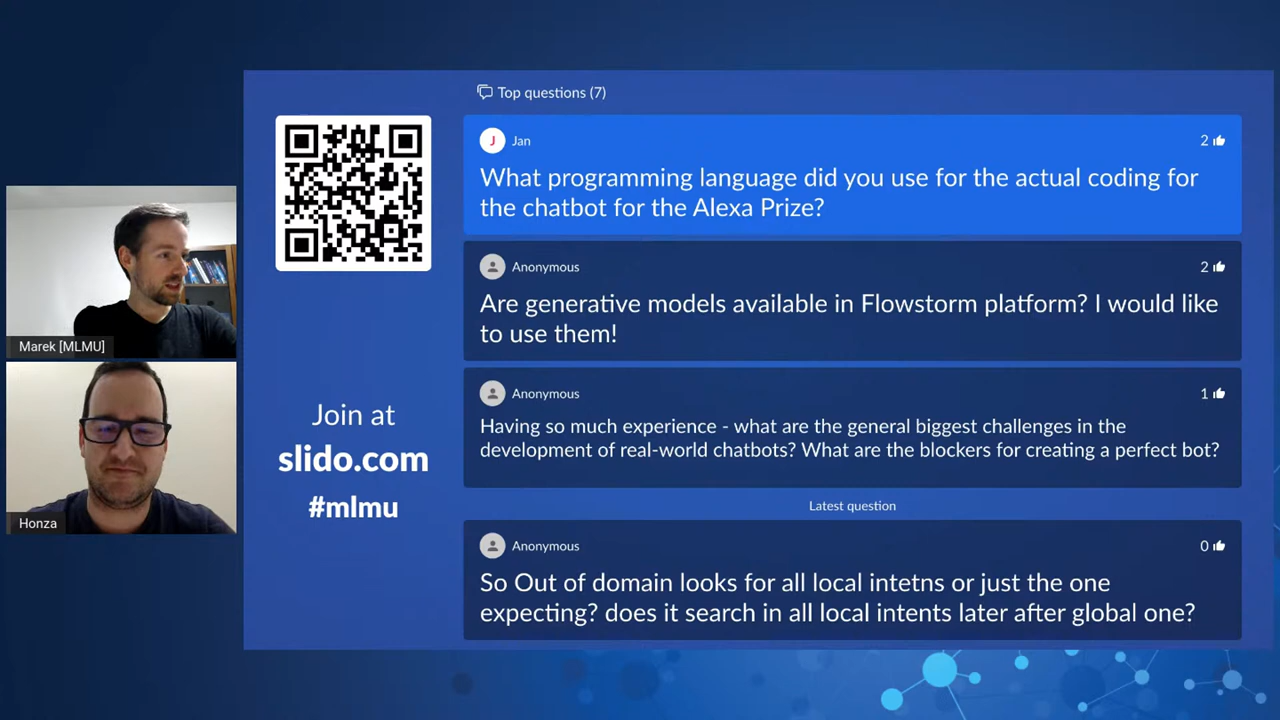 Top questions (7)
J
Jan
2
What programming language did you use for the actual coding for
the chatbot for the Alexa Prize?
Anonymous
2
Are generative models available in Flowstorm platform? I would like
to use them!
Anonymous
1
Having so much experience - what are the general biggest challenges in the
development of real-world chatbots? What are the blockers for creating a perfect bot?
Latest question
Anonymous
0
So Out of domain looks for all local intetns or just the one
expecting? does it search in all local intents later after global one?
Join at
slido.com
#mlmu
Marek [MLMU]
Honza